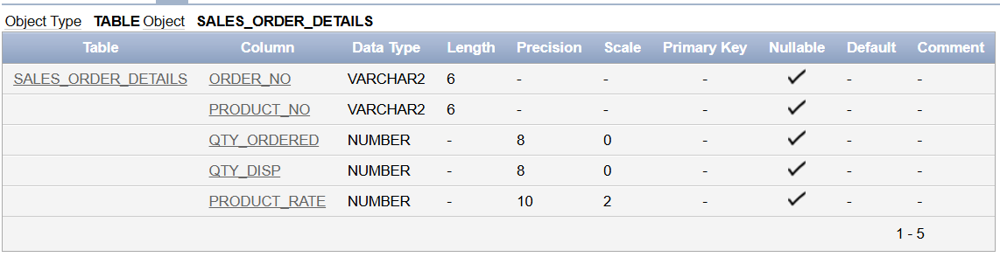 Object Type TABLE Object SALES_ORDER_DETAILS
Table Column Data Type Length Precision Scale Primary Key Nullable Default Comment
SALES_ORDER_DETAILS ORDER_NO VARCHAR2 6 - - - ✓ - -
PRODUCT_NO VARCHAR2 6 - - - ✓ - -
QTY_ORDERED NUMBER - 8 0 - ✓ - -
QTY_DISP NUMBER - 8 0 - ✓ - -
PRODUCT_RATE NUMBER - 10 2 - ✓ - -
1 - 5